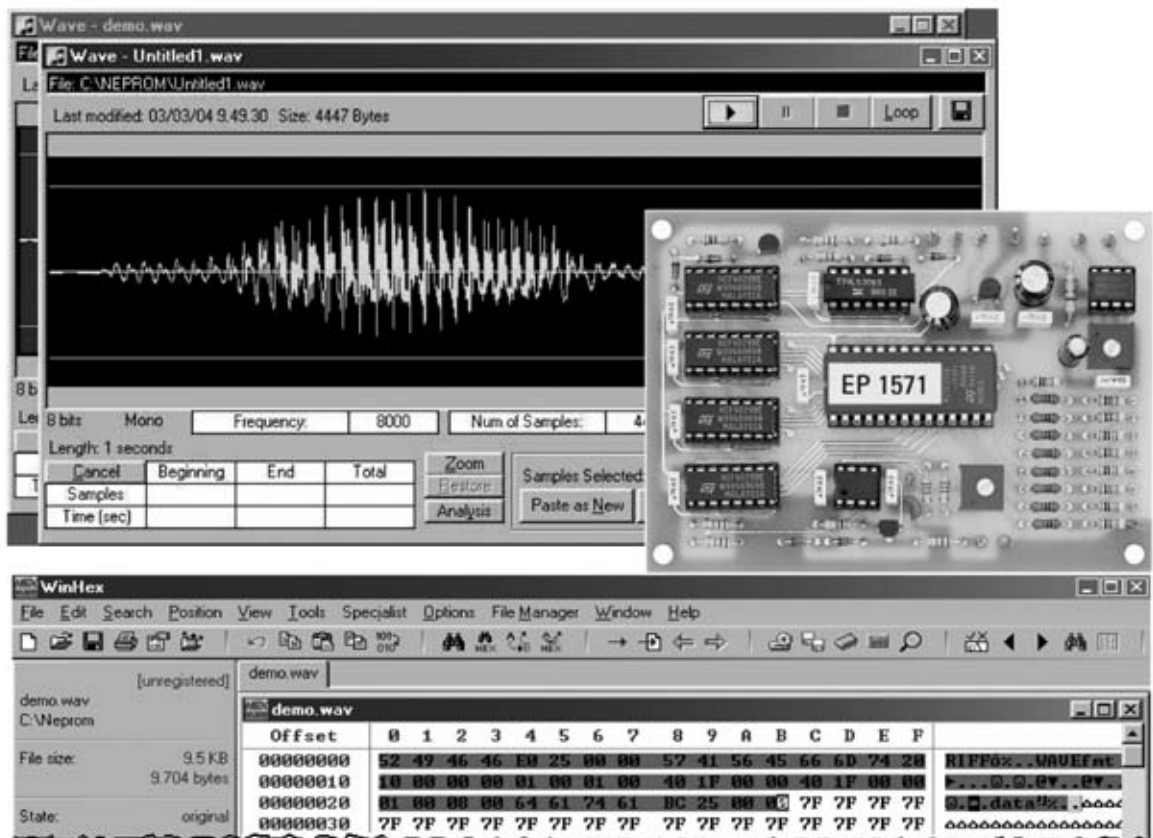 Wave - demo.wav
Wave - Untitled1.wav
File: C:\NEPROM\Untitled1.wav
Last modified: 03/03/04 9.49.30 Size: 4447 Bytes
Loop
8 bits Mono Frequency: 8000 Num of Samples:
Length: 1 seconds
Cancel Beginning End Total
Samples
Time (sec)
Zoom
Restore
Analysis
Samples Selected:
Paste as New
EP 1571
WinHex
File Edit Search Position View Tools Specjalist Options File Manager Window Help
[unregistered]
demo.wav
C:\Neprom
File size: 9.5 KB
9.704 bytes
State: original
demo.wav
demo.wav
Offset 0 1 2 3 4 5 6 7 8 9 A B C D E F
00000000 52 49 46 46 E0 25 00 00 57 41 56 45 66 6D 74 20
00000010 10 00 00 00 01 00 01 00 40 1F 00 00 40 1F 00 00
00000020 01 00 08 00 64 61 74 61 BC 25 00 00 7F 7F 7F 7F
00000030 7F 7F 7F 7F 7F 7F 7F 7F 7F 7F 7F 7F 7F 7F 7F 7F